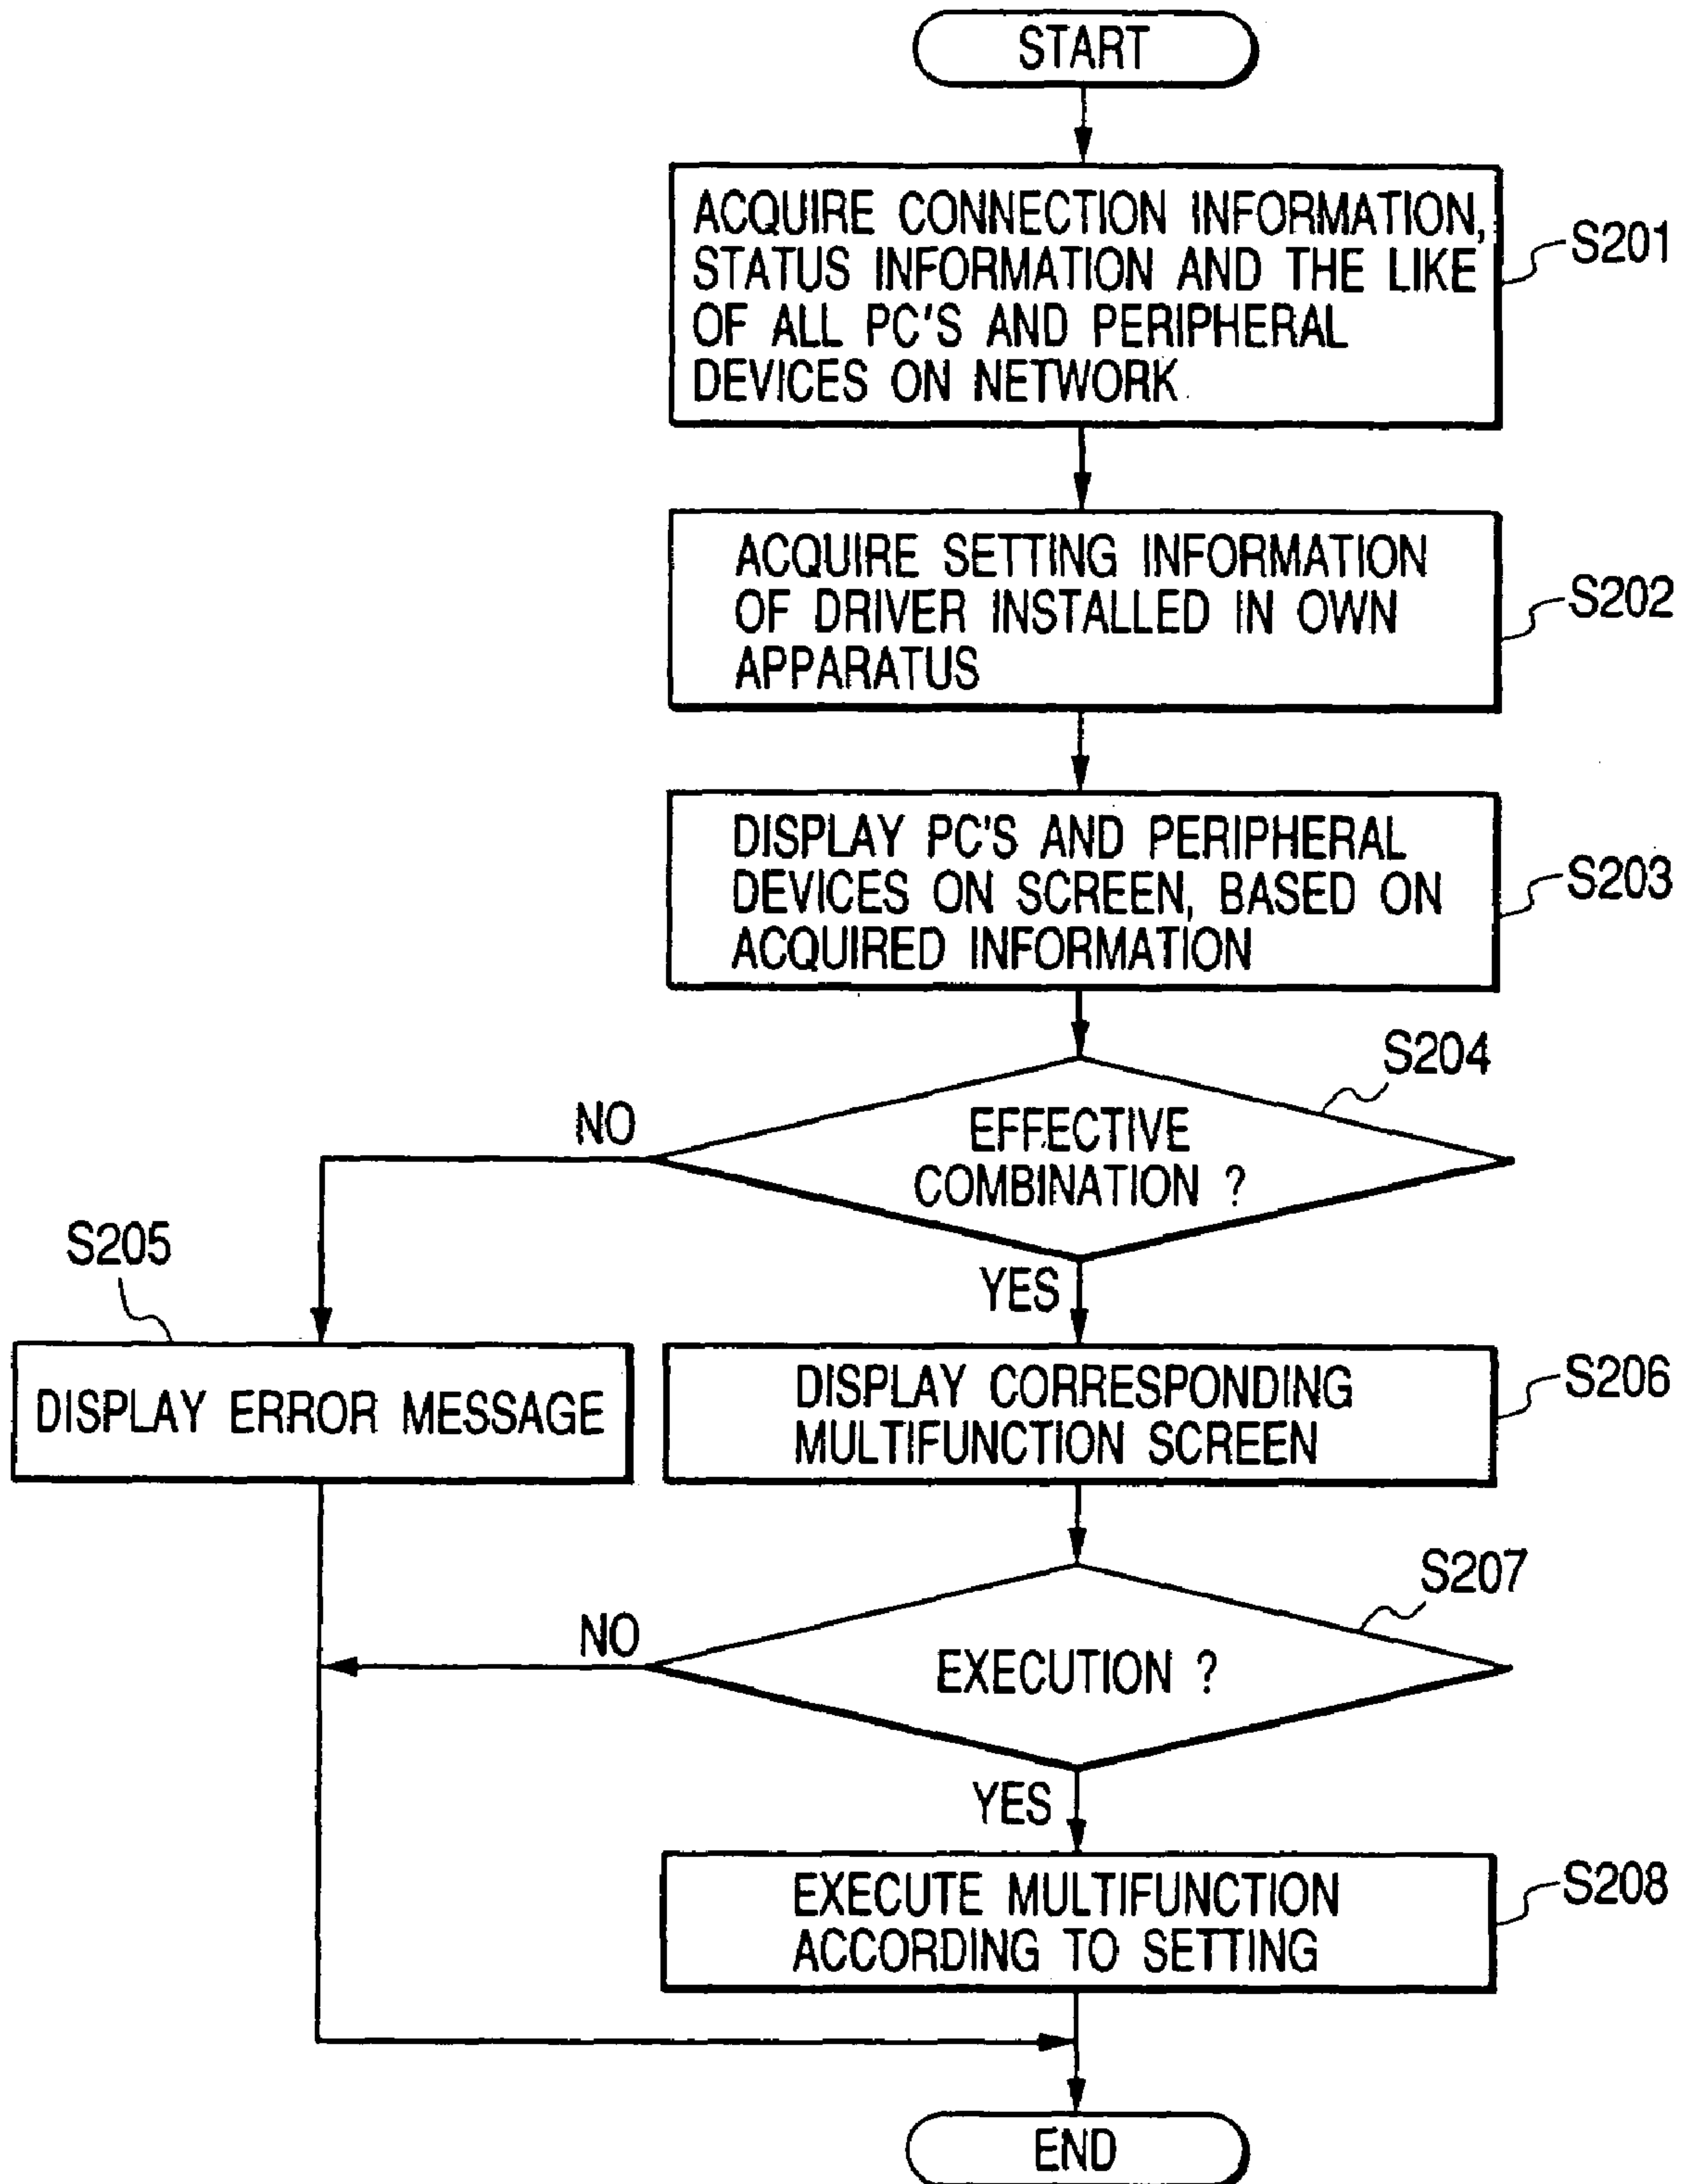 START
ACQUIRE CONNECTION INFORMATION,
STATUS INFORMATION AND THE LIKE
OF ALL PC'S AND PERIPHERAL
DEVICES ON NETWORK
S201
ACQUIRE SETTING INFORMATION
OF DRIVER INSTALLED IN OWN
APPARATUS
S202
DISPLAY PC'S AND PERIPHERAL
DEVICES ON SCREEN, BASED ON
ACQUIRED INFORMATION
S203
S204
NO
EFFECTIVE
COMBINATION ?
YES
S205
DISPLAY ERROR MESSAGE
DISPLAY CORRESPONDING
MULTIFUNCTION SCREEN
S206
S207
NO
EXECUTION ?
YES
EXECUTE MULTIFUNCTION
ACCORDING TO SETTING
S208
END